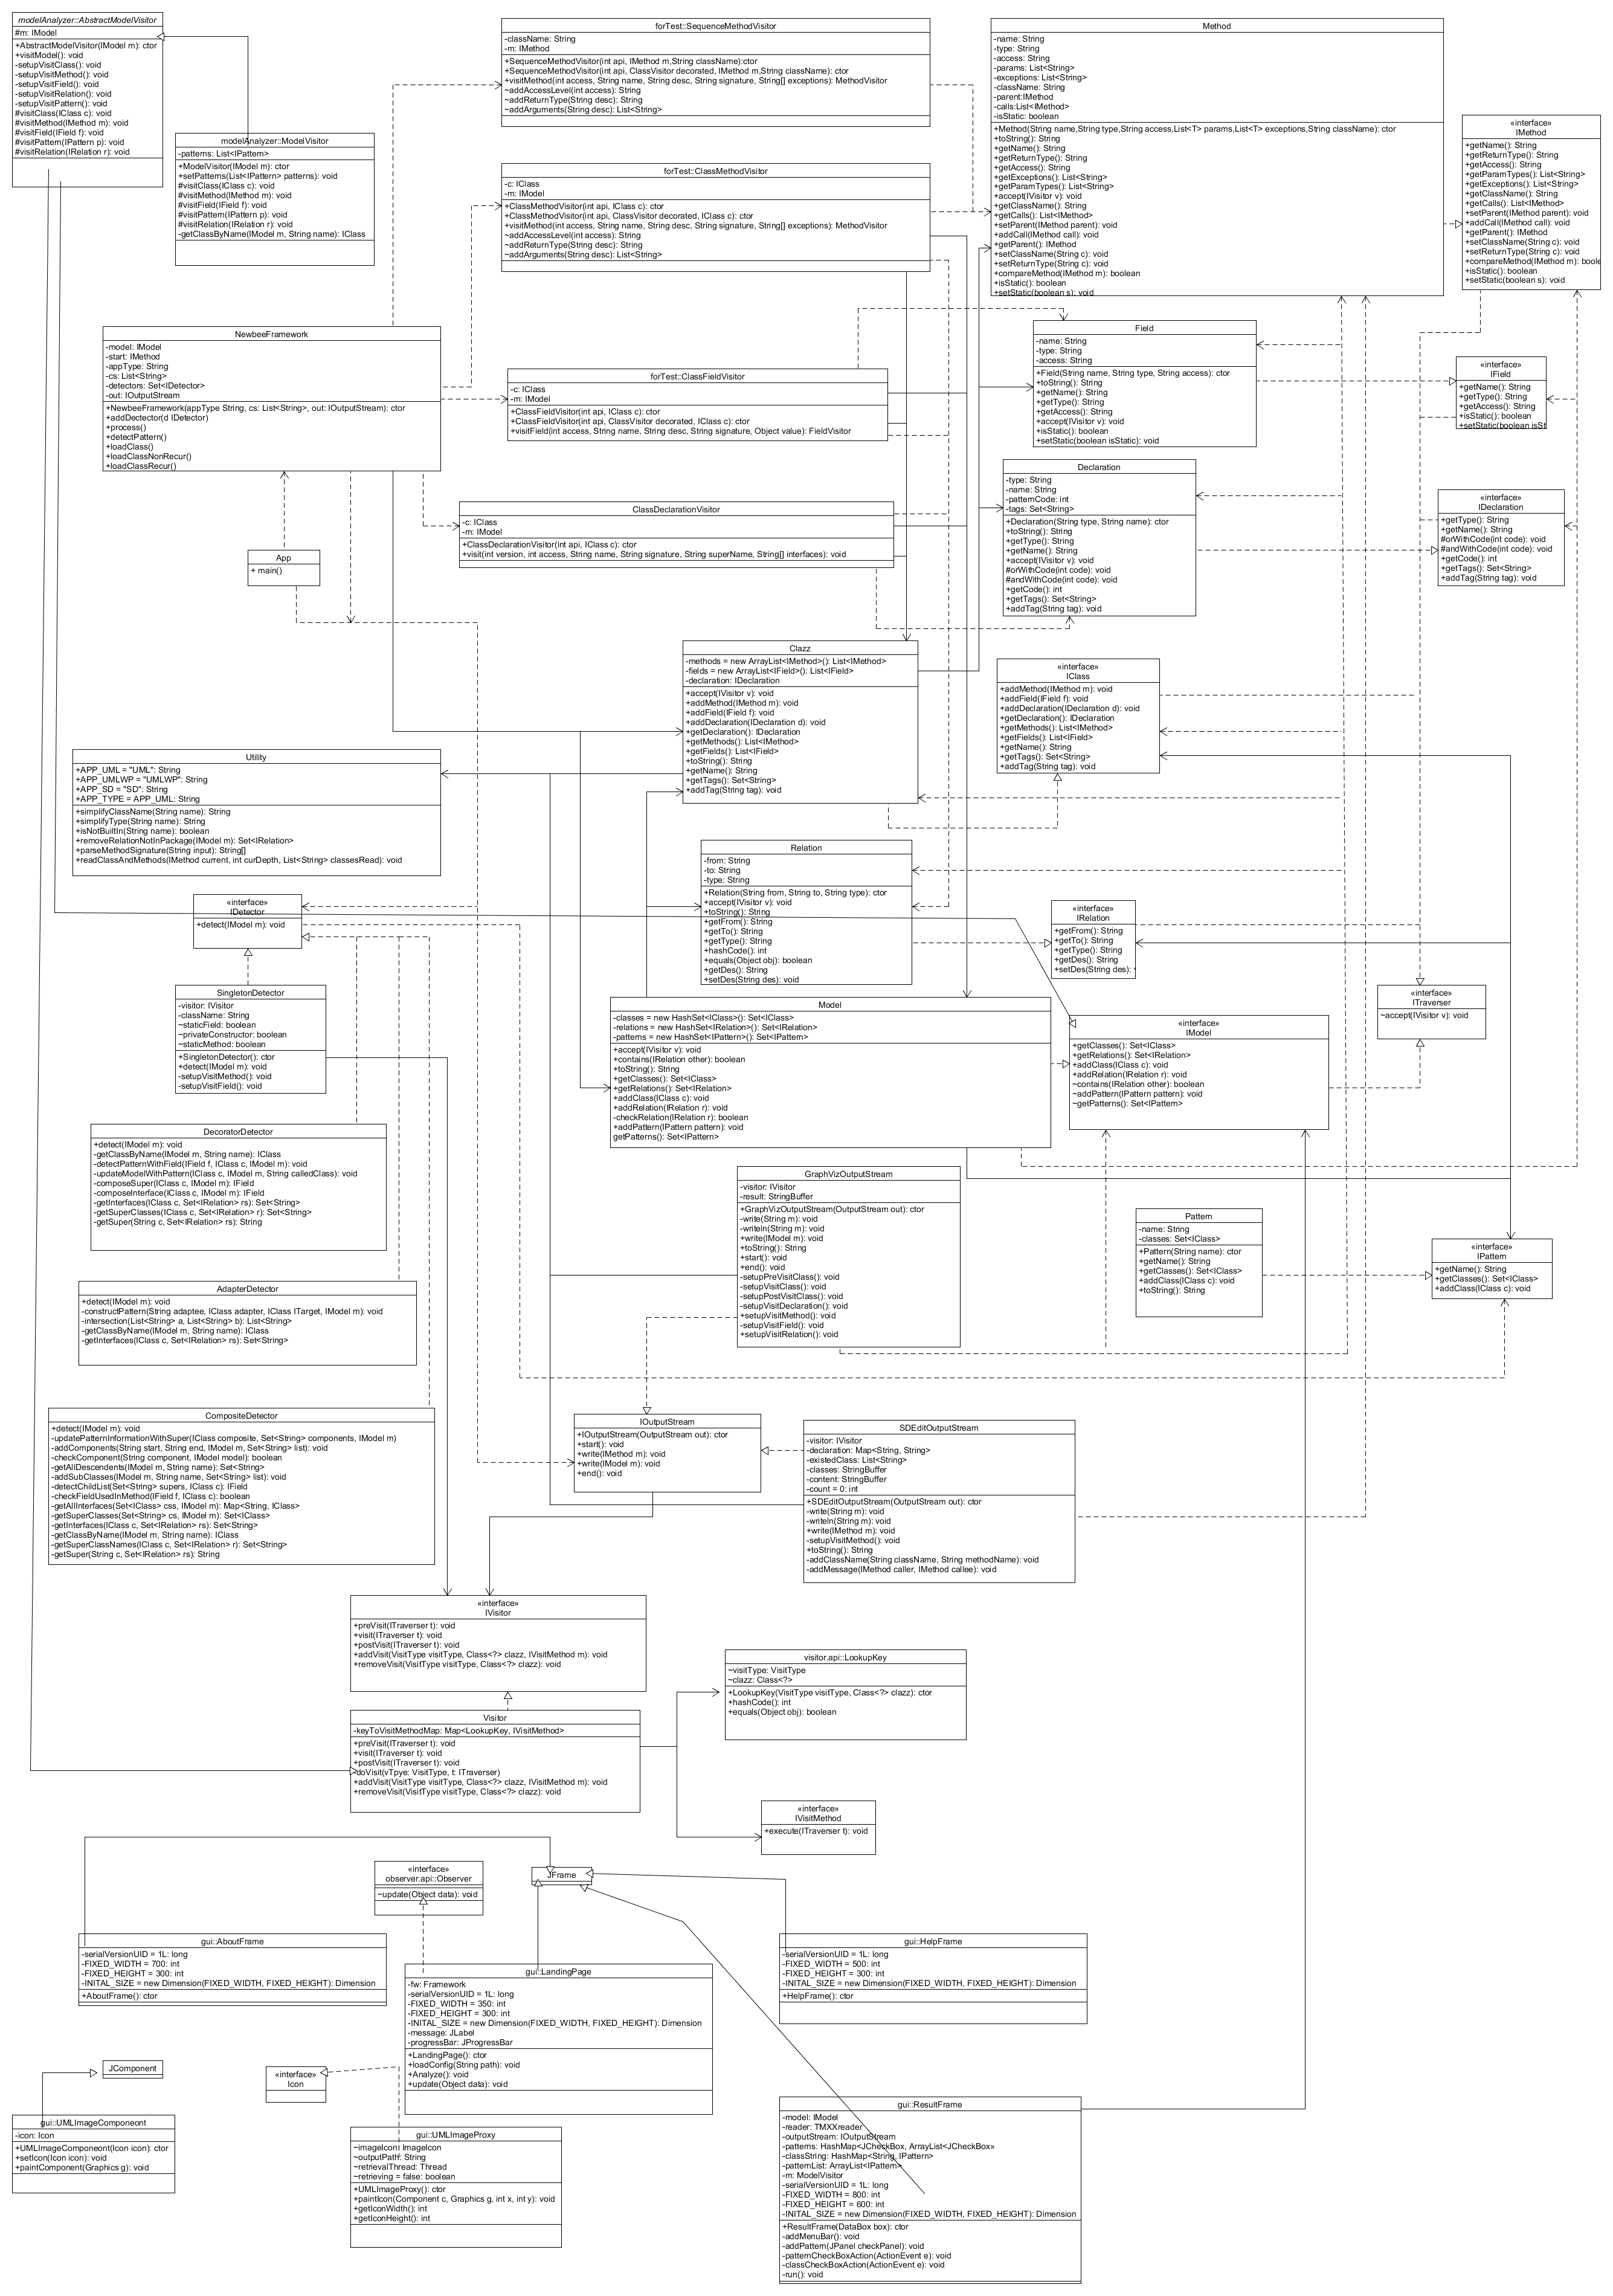 modelAnalyzer::AbstractModelVisitor
#m: IModel
+AbstractModelVisitor(IModel m): ctor
+visitModel(): void
-setupVisitClass(): void
-setupVisitMethod(): void
-setupVisitField(): void
-setupVisitRelation(): void
-setupVisitPattern(): void
#visitClass(IClass c): void
#visitMethod(IMethod m): void
#visitField(IField f): void
#visitPattern(IPattern p): void
#visitRelation(IRelation r): void
modelAnalyzer::ModelVisitor
-patterns: List<IPattern>
+ModelVisitor(IModel m): ctor
+setPatterns(List<IPattern> patterns): void
#visitClass(IClass c): void
#visitMethod(IMethod m): void
#visitField(IField f): void
#visitPattern(IPattern p): void
#visitRelation(IRelation r): void
-getClassByName(IModel m, String name): IClass
forTest::SequenceMethodVisitor
-className: String
-m: IMethod
+SequenceMethodVisitor(int api, IMethod m,String className):ctor
+SequenceMethodVisitor(int api, ClassVisitor decorated, IMethod m,String className): ctor
+visitMethod(int access, String name, String desc, String signature, String[] exceptions): MethodVisitor
~addAccessLevel(int access): String
~addReturnType(String desc): String
~addArguments(String desc): List<String>
forTest::ClassMethodVisitor
-c: IClass
-m: IModel
+ClassMethodVisitor(int api, IClass c): ctor
+ClassMethodVisitor(int api, ClassVisitor decorated, IClass c): ctor
+visitMethod(int access, String name, String desc, String signature, String[] exceptions): MethodVisitor
~addAccessLevel(int access): String
~addReturnType(String desc): String
~addArguments(String desc): List<String>
Method
-name: String
-type: String
-access: String
-params: List<String>
-exceptions: List<String>
-className: String
-parent:IMethod
-calls:List<IMethod>
-isStatic: boolean
+Method(String name,String type,String access,List<T> params,List<T> exceptions,String className): ctor
+toString(): String
+getName(): String
+getReturnType(): String
+getAccess(): String
+getExceptions(): List<String>
+getParamTypes(): List<String>
+accept(IVisitor v): void
+getClassName(): String
+getCalls(): List<IMethod>
+setParent(IMethod parent): void
+addCall(IMethod call): void
+getParent(): IMethod
+setClassName(String c): void
+setReturnType(String c): void
+compareMethod(IMethod m): boolean
+isStatic(): boolean
+setStatic(boolean s): void
«interface»
IMethod
+getName(): String
+getReturnType(): String
+getAccess(): String
+getParamTypes(): List<String>
+getExceptions(): List<String>
+getClassName(): String
+getCalls(): List<IMethod>
+setParent(IMethod parent): void
+addCall(IMethod call): void
+getParent(): IMethod
+setClassName(String c): void
+setReturnType(String c): void
+compareMethod(IMethod m): boole
+isStatic(): boolean
+setStatic(boolean s): void
NewbeeFramework
-model: IModel
-start: IMethod
-appType: String
-cs: List<String>
-detectors: Set<IDetector>
-out: IOutputStream
+NewbeeFramework(appType String, cs: List<String>, out: IOutputStream): ctor
+addDectector(d IDetector)
+process()
+detectPattern()
+loadClass()
+loadClassNonRecur()
+loadClassRecur()
forTest::ClassFieldVisitor
-c: IClass
-m: IModel
+ClassFieldVisitor(int api, IClass c): ctor
+ClassFieldVisitor(int api, ClassVisitor decorated, IClass c): ctor
+visitField(int access, String name, String desc, String signature, Object value): FieldVisitor
Field
-name: String
-type: String
-access: String
+Field(String name, String type, String access): ctor
+toString(): String
+getName(): String
+getType(): String
+getAccess(): String
+accept(IVisitor v): void
+isStatic(): boolean
+setStatic(boolean isStatic): void
«interface»
IField
+getName(): String
+getType(): String
+getAccess(): String
+isStatic(): boolean
+setStatic(boolean isSt
ClassDeclarationVisitor
-c: IClass
-m: IModel
+ClassDeclarationVisitor(int api, IClass c): ctor
+visit(int version, int access, String name, String signature, String superName, String[] interfaces): void
Declaration
-type: String
-name: String
-patternCode: int
-tags: Set<String>
+Declaration(String type, String name): ctor
+toString(): String
+getType(): String
+getName(): String
+accept(IVisitor v): void
#orWithCode(int code): void
#andWithCode(int code): void
+getCode(): int
+getTags(): Set<String>
+addTag(String tag): void
«interface»
IDeclaration
+getType(): String
+getName(): String
#orWithCode(int code): void
#andWithCode(int code): void
+getCode(): int
+getTags(): Set<String>
+addTag(String tag): void
App
+ main()
Clazz
-methods = new ArrayList<IMethod>(): List<IMethod>
-fields = new ArrayList<IField>(): List<IField>
-declaration: IDeclaration
+accept(IVisitor v): void
+addMethod(IMethod m): void
+addField(IField f): void
+addDeclaration(IDeclaration d): void
+getDeclaration(): IDeclaration
+getMethods(): List<IMethod>
+getFields(): List<IField>
+toString(): String
+getName(): String
+getTags(): Set<String>
+addTag(String tag): void
«interface»
IClass
+addMethod(IMethod m): void
+addField(IField f): void
+addDeclaration(IDeclaration d): void
+getDeclaration(): IDeclaration
+getMethods(): List<IMethod>
+getFields(): List<IField>
+getName(): String
+getTags(): Set<String>
+addTag(String tag): void
Utility
+APP_UML = "UML": String
+APP_UMLWP = "UMLWP": String
+APP_SD = "SD": String
+APP_TYPE = APP_UML: String
+simplifyClassName(String name): String
+simplifyType(String name): String
+isNotBuiltIn(String name): boolean
+removeRelationNotInPackage(IModel m): Set<IRelation>
+parseMethodSignature(String input): String[]
+readClassAndMethods(IMethod current, int curDepth, List<String> classesRead): void
Relation
-from: String
-to: String
-type: String
+Relation(String from, String to, String type): ctor
+accept(IVisitor v): void
+toString(): String
+getFrom(): String
+getTo(): String
+getType(): String
+hashCode(): int
+equals(Object obj): boolean
+getDes(): String
+setDes(String des): void
«interface»
IDetector
+detect(IModel m): void
«interface»
IRelation
+getFrom(): String
+getTo(): String
+getType(): String
+getDes(): String
+setDes(String des):
SingletonDetector
-visitor: IVisitor
-className: String
~staticField: boolean
~privateConstructor: boolean
~staticMethod: boolean
+SingletonDetector(): ctor
+detect(IModel m): void
-setupVisitMethod(): void
-setupVisitField(): void
Model
-classes = new HashSet<IClass>(): Set<IClass>
-relations = new HashSet<IRelation>(): Set<IRelation>
-patterns = new HashSet<IPattern>(): Set<IPattern>
+accept(IVisitor v): void
+contains(IRelation other): boolean
+toString(): String
+getClasses(): Set<IClass>
+getRelations(): Set<IRelation>
+addClass(IClass c): void
+addRelation(IRelation r): void
-checkRelation(IRelation r): boolean
+addPattern(IPattern pattern): void
getPatterns(): Set<IPattern>
«interface»
IModel
+getClasses(): Set<IClass>
+getRelations(): Set<IRelation>
+addClass(IClass c): void
+addRelation(IRelation r): void
~contains(IRelation other): boolean
~addPattern(IPattern pattern): void
~getPatterns(): Set<IPattern>
«interface»
ITraverser
~accept(IVisitor v): void
DecoratorDetector
+detect(IModel m): void
-getClassByName(IModel m, String name): IClass
-detectPatternWithField(IField f, IClass c, IModel m): void
-updateModelWithPattern(IClass c, IModel m, String calledClass): void
-composeSuper(IClass c, IModel m): IField
-composeInterface(IClass c, IModel m): IField
-getInterfaces(IClass c, Set<IRelation> rs): Set<String>
-getSuperClasses(IClass c, Set<IRelation> r): Set<String>
-getSuper(String c, Set<IRelation> rs): String
GraphVizOutputStream
-visitor: IVisitor
-result: StringBuffer
+GraphVizOutputStream(OutputStream out): ctor
-write(String m): void
-writeln(String m): void
+write(IModel m): void
+toString(): String
+start(): void
+end(): void
-setupPreVisitClass(): void
-setupVisitClass(): void
-setupPostVisitClass(): void
-setupVisitDeclaration(): void
+setupVisitMethod(): void
-setupVisitField(): void
+setupVisitRelation(): void
Pattern
-name: String
-classes: Set<IClass>
+Pattern(String name): ctor
+getName(): String
+getClasses(): Set<IClass>
+addClass(IClass c): void
+toString(): String
«interface»
IPattern
+getName(): String
+getClasses(): Set<IClass>
+addClass(IClass c): void
AdapterDetector
+detect(IModel m): void
-constructPattern(String adaptee, IClass adapter, IClass ITarget, IModel m): void
-intersection(List<String> a, List<String> b): List<String>
-getClassByName(IModel m, String name): IClass
-getInterfaces(IClass c, Set<IRelation> rs): Set<String>
CompositeDetector
+detect(IModel m): void
-updatePatternInformationWithSuper(IClass composite, Set<String> components, IModel m)
-addComponents(String start, String end, IModel m, Set<String> list): void
-checkComponent(String component, IModel model): boolean
-getAllDescendents(IModel m, String name): Set<String>
-addSubClasses(IModel m, String name, Set<String> list): void
-detectChildList(Set<String> supers, IClass c): IField
-checkFieldUsedInMethod(IField f, IClass c): boolean
-getAllInterfaces(Set<IClass> css, IModel m): Map<String, IClass>
-getSuperClasses(Set<String> cs, IModel m): Set<IClass>
-getInterfaces(IClass c, Set<IRelation> rs): Set<String>
-getClassByName(IModel m, String name): IClass
-getSuperClassNames(IClass c, Set<IRelation> r): Set<String>
-getSuper(String c, Set<IRelation> rs): String
IOutputStream
+IOutputStream(OutputStream out): ctor
+start(): void
+write(IMethod m): void
+write(IModel m): void
+end(): void
SDEditOutputStream
-visitor: IVisitor
-declaration: Map<String, String>
-existedClass: List<String>
-classes: StringBuffer
-content: StringBuffer
-count = 0: int
+SDEditOutputStream(OutputStream out): ctor
-write(String m): void
-writeln(String m): void
+write(IMethod m): void
-setupVisitMethod(): void
+toString(): String
-addClassName(String className, String methodName): void
-addMessage(IMethod caller, IMethod callee): void
«interface»
IVisitor
+preVisit(ITraverser t): void
+visit(ITraverser t): void
+postVisit(ITraverser t): void
+addVisit(VisitType visitType, Class<?> clazz, IVisitMethod m): void
+removeVisit(VisitType visitType, Class<?> clazz): void
visitor.api::LookupKey
~visitType: VisitType
~clazz: Class<?>
+LookupKey(VisitType visitType, Class<?> clazz): ctor
+hashCode(): int
+equals(Object obj): boolean
Visitor
-keyToVisitMethodMap: Map<LookupKey, IVisitMethod>
+preVisit(ITraverser t): void
+visit(ITraverser t): void
+postVisit(ITraverser t): void
doVisit(vTpye: VisitType, t: ITraverser)
+addVisit(VisitType visitType, Class<?> clazz, IVisitMethod m): void
+removeVisit(VisitType visitType, Class<?> clazz): void
«interface»
IVisitMethod
+execute(ITraverser t): void
«interface»
observer.api::Observer
~update(Object data): void
JFrame
gui::AboutFrame
-serialVersionUID = 1L: long
-FIXED_WIDTH = 700: int
-FIXED_HEIGHT = 300: int
-INITAL_SIZE = new Dimension(FIXED_WIDTH, FIXED_HEIGHT): Dimension
+AboutFrame(): ctor
gui::HelpFrame
-serialVersionUID = 1L: long
-FIXED_WIDTH = 500: int
-FIXED_HEIGHT = 300: int
-INITAL_SIZE = new Dimension(FIXED_WIDTH, FIXED_HEIGHT): Dimension
+HelpFrame(): ctor
gui::LandingPage
-fw: Framework
-serialVersionUID = 1L: long
-FIXED_WIDTH = 350: int
-FIXED_HEIGHT = 300: int
-INITAL_SIZE = new Dimension(FIXED_WIDTH, FIXED_HEIGHT): Dimension
-message: JLabel
-progressBar: JProgressBar
+LandingPage(): ctor
+loadConfig(String path): void
+Analyze(): void
+update(Object data): void
JComponent
«interface»
Icon
gui::UMLImageComponeont
-icon: Icon
+UMLImageComponeont(Icon icon): ctor
+setIcon(Icon icon): void
+paintComponent(Graphics g): void
gui::UMLImageProxy
~imageIcon: ImageIcon
~outputPath: String
~retrievalThread: Thread
~retrieving = false: boolean
+UMLImageProxy(): ctor
+paintIcon(Component c, Graphics g, int x, int y): void
+getIconWidth(): int
+getIconHeight(): int
gui::ResultFrame
-model: IModel
-reader: TMXXreader
-outputStream: IOutputStream
-patterns: HashMap<JCheckBox, ArrayList<JCheckBox»
-classString: HashMap<String, IPattern>
-patternList: ArrayList<IPattern>
-m: ModelVisitor
-serialVersionUID = 1L: long
-FIXED_WIDTH = 800: int
-FIXED_HEIGHT = 600: int
-INITAL_SIZE = new Dimension(FIXED_WIDTH, FIXED_HEIGHT): Dimension
+ResultFrame(DataBox box): ctor
-addMenuBar(): void
-addPattern(JPanel checkPanel): void
-patternCheckBoxAction(ActionEvent e): void
-classCheckBoxAction(ActionEvent e): void
-run(): void